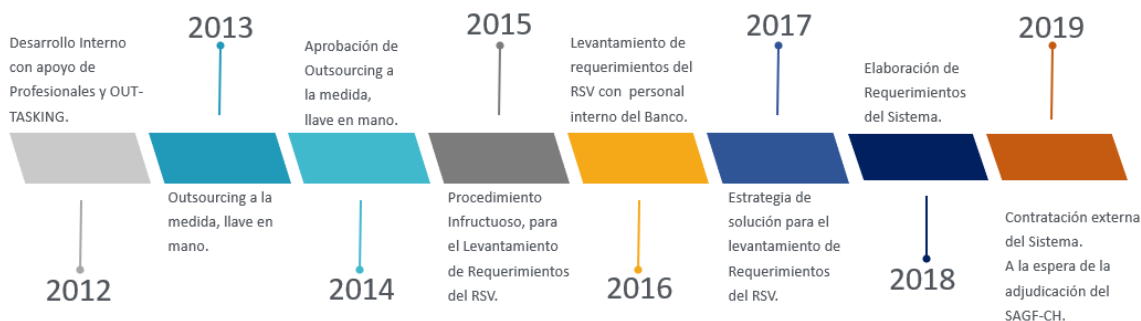 2012
Desarrollo Interno
con apoyo de
Profesionales y OUT-
TASKING.
2013
Outsourcing a la
medida, llave en
mano.
2014
Aprobación de
Outsourcing a
la medida,
llave en mano.
2015
Procedimiento
Infructuoso, para
el Levantamiento
de Requerimientos
del RSV.
2016
Levantamiento de
requerimientos del
RSV con personal
interno del Banco.
2017
Estrategia de
solución para el
levantamiento de
Requerimientos
del RSV.
2018
Elaboración de
Requerimientos
del Sistema.
2019
Contratación externa
del Sistema.
A la espera de la
adjudicación del
SAGF-CH.